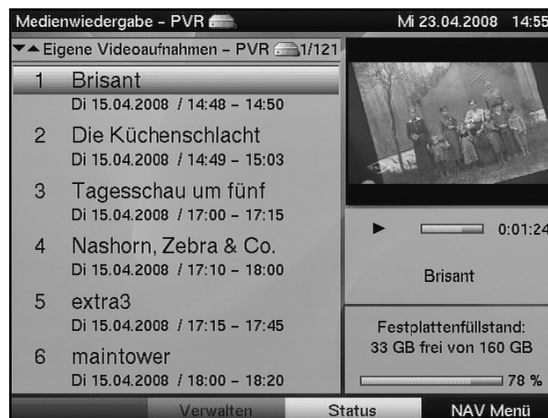 Medienwiedergabe - PVR Mi 23.04.2008 14:55
Eigene Videoaufnahmen - PVR 1/121
1 Brisant
Di 15.04.2008 / 14:48 - 14:50
2 Die Küchenschlacht
Di 15.04.2008 / 14:49 - 15:03
3 Tagesschau um fünf
Di 15.04.2008 / 17:00 - 17:15
4 Nashorn, Zebra & Co.
Di 15.04.2008 / 17:10 - 18:00
5 extra3
Di 15.04.2008 / 17:15 - 17:45
6 maintower
Di 15.04.2008 / 18:00 - 18:20
0:01:24
Brisant
Festplattenfüllstand:
33 GB frei von 160 GB
78 %
Verwalten Status NAV Menü